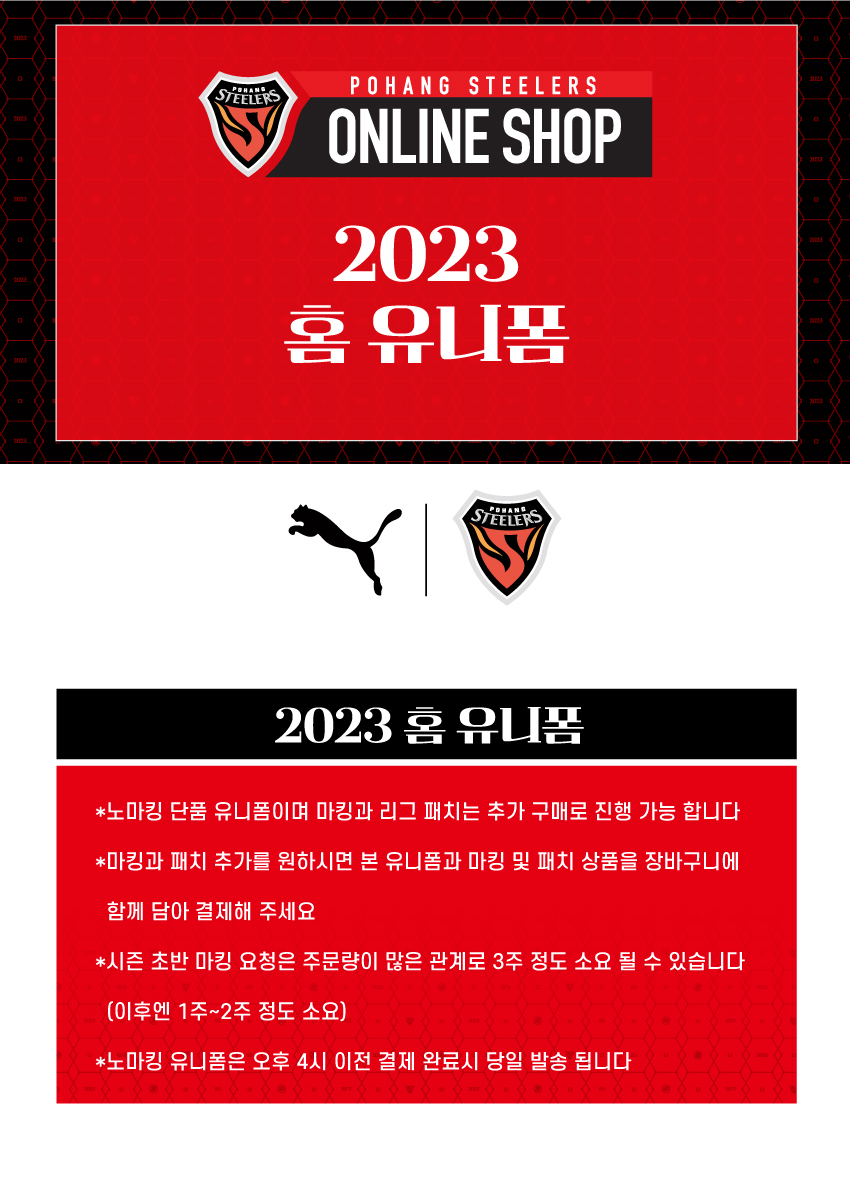 POHANG
STEELERS
POHANG STEELERS
ONLINE SHOP
2023
홈 유니폼
POHANG
STEELERS
2023 홈 유니폼
*노마킹 단품 유니폼이며 마킹과 리그 패치는 추가 구매로 진행 가능 합니다
*마킹과 패치 추가를 원하시면 본 유니폼과 마킹 및 패치 상품을 장바구니에
함께 담아 결제해 주세요
*시즌 초반 마킹 요청은 주문량이 많은 관계로 3주 정도 소요 될 수 있습니다
(이후엔 1주~2주 정도 소요)
*노마킹 유니폼은 오후 4시 이전 결제 완료시 당일 발송 됩니다